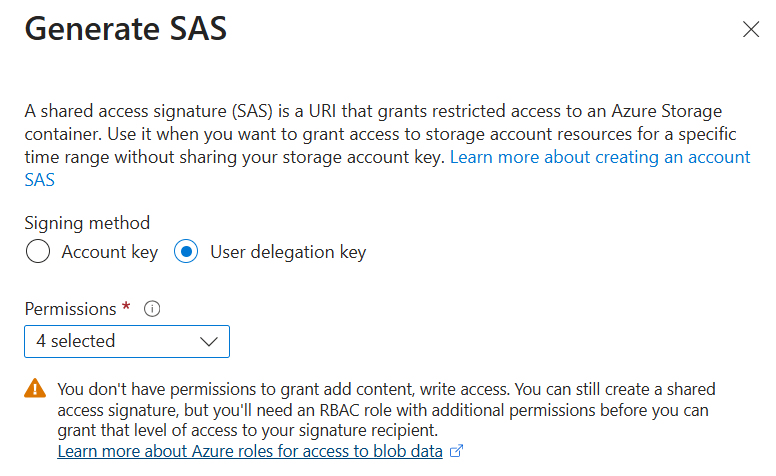 Generate SAS
A shared access signature (SAS) is a URI that grants restricted access to an Azure Storage
container. Use it when you want to grant access to storage account resources for a specific
time range without sharing your storage account key. Learn more about creating an account
SAS
Signing method
Account key User delegation key
Permissions *
4 selected
You don't have permissions to grant add content, write access. You can still create a shared
access signature, but you'll need an RBAC role with additional permissions before you can
grant that level of access to your signature recipient.
Learn more about Azure roles for access to blob data